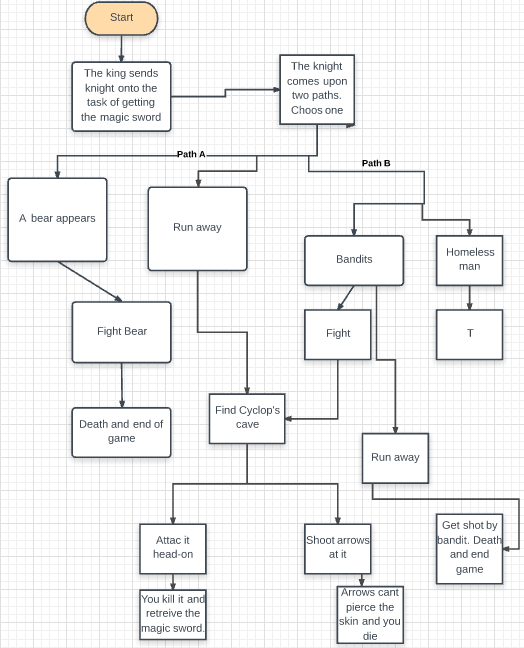 Start
The king sends
knight onto the
task of getting
the magic sword
The knight
comes upon
two paths.
Choos one
Path A
Path B
A bear appears
Run away
Bandits
Homeless
man
Fight Bear
Fight
T
Death and end of
game
Find Cyclop's
cave
Run away
Attac it
head-on
Shoot arrows
at it
Get shot by
bandit. Death
and end
game
You kill it and
retreive the
magic sword.
Arrows cant
pierce the
skin and you
die